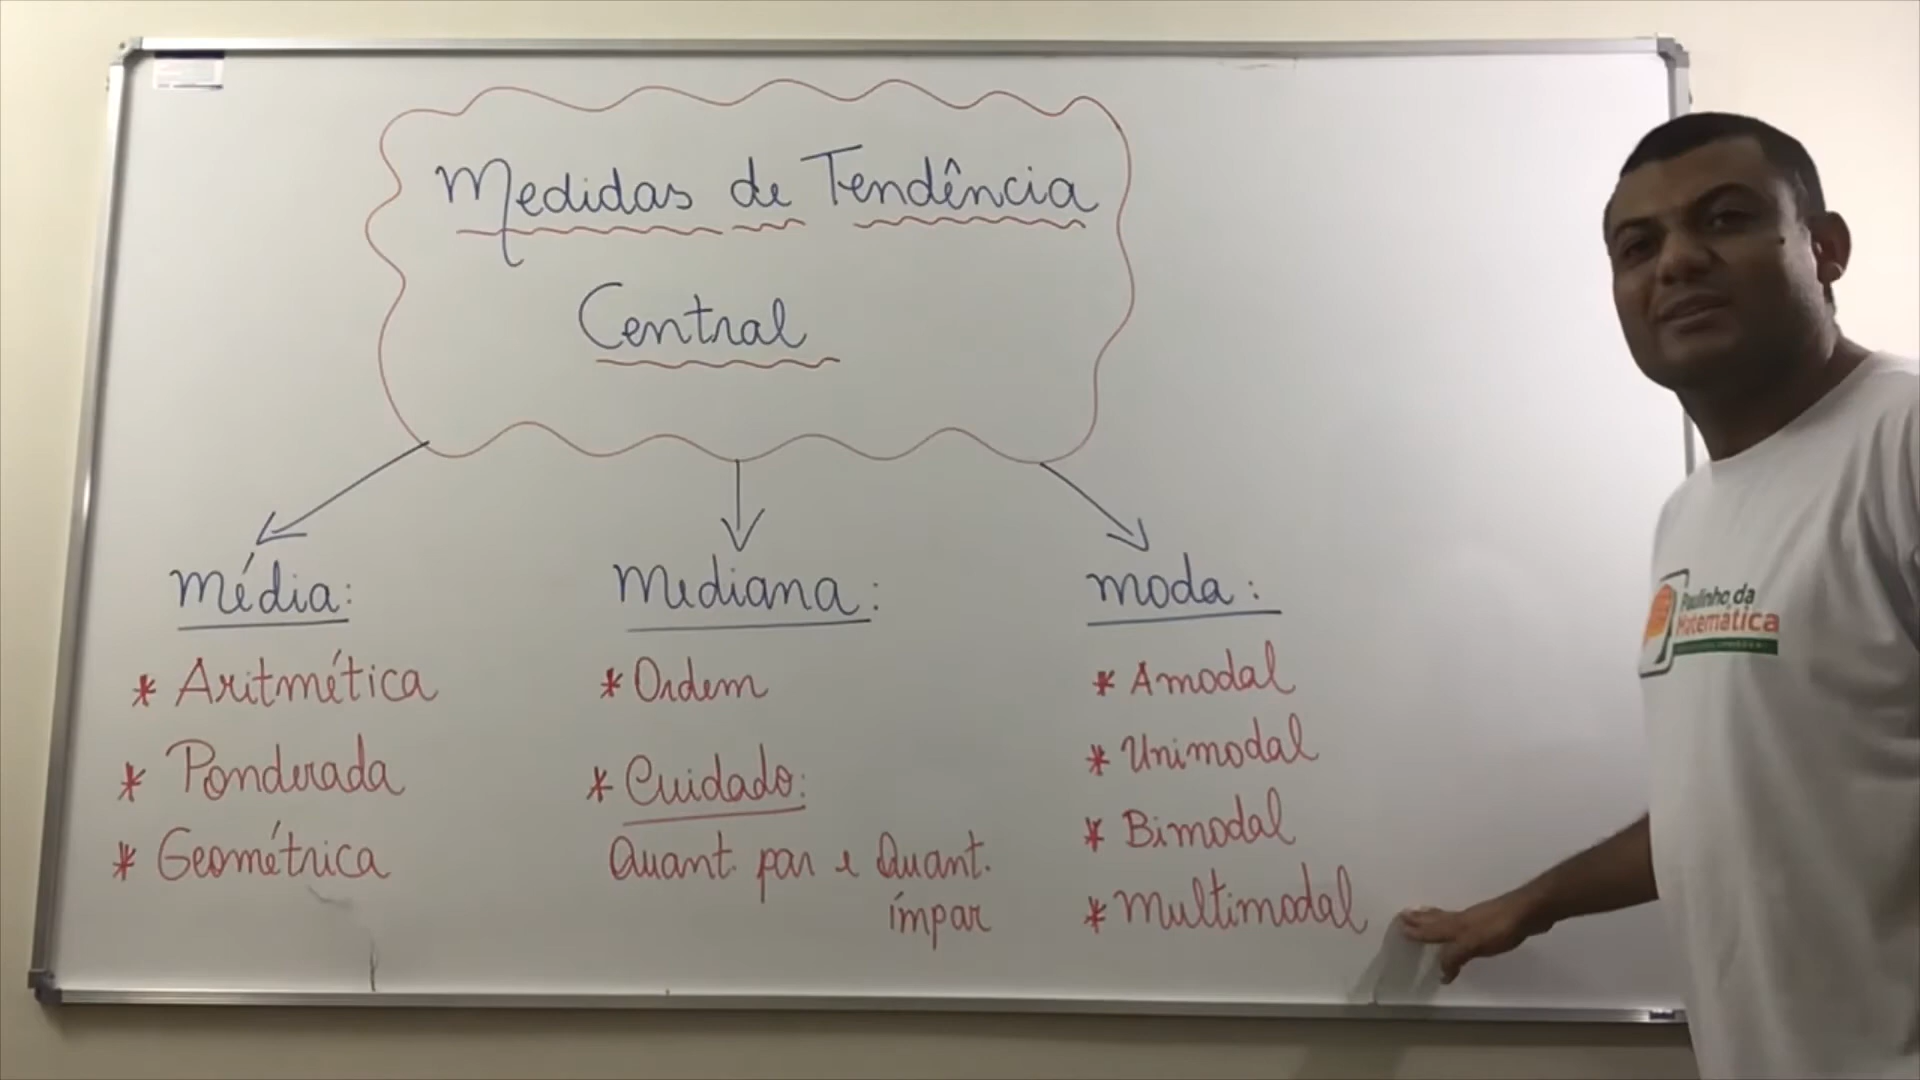 Medidas de Tendência
Central
Média:
* Aritmética
* Ponderada
* Geométrica
Mediana:
* Ordem
* Cuidado:
Quant. par e Quant.
ímpar
Moda:
* Amodal
* Unimodal
* Bimodal
* Multimodal
Paulinho da
Matemática